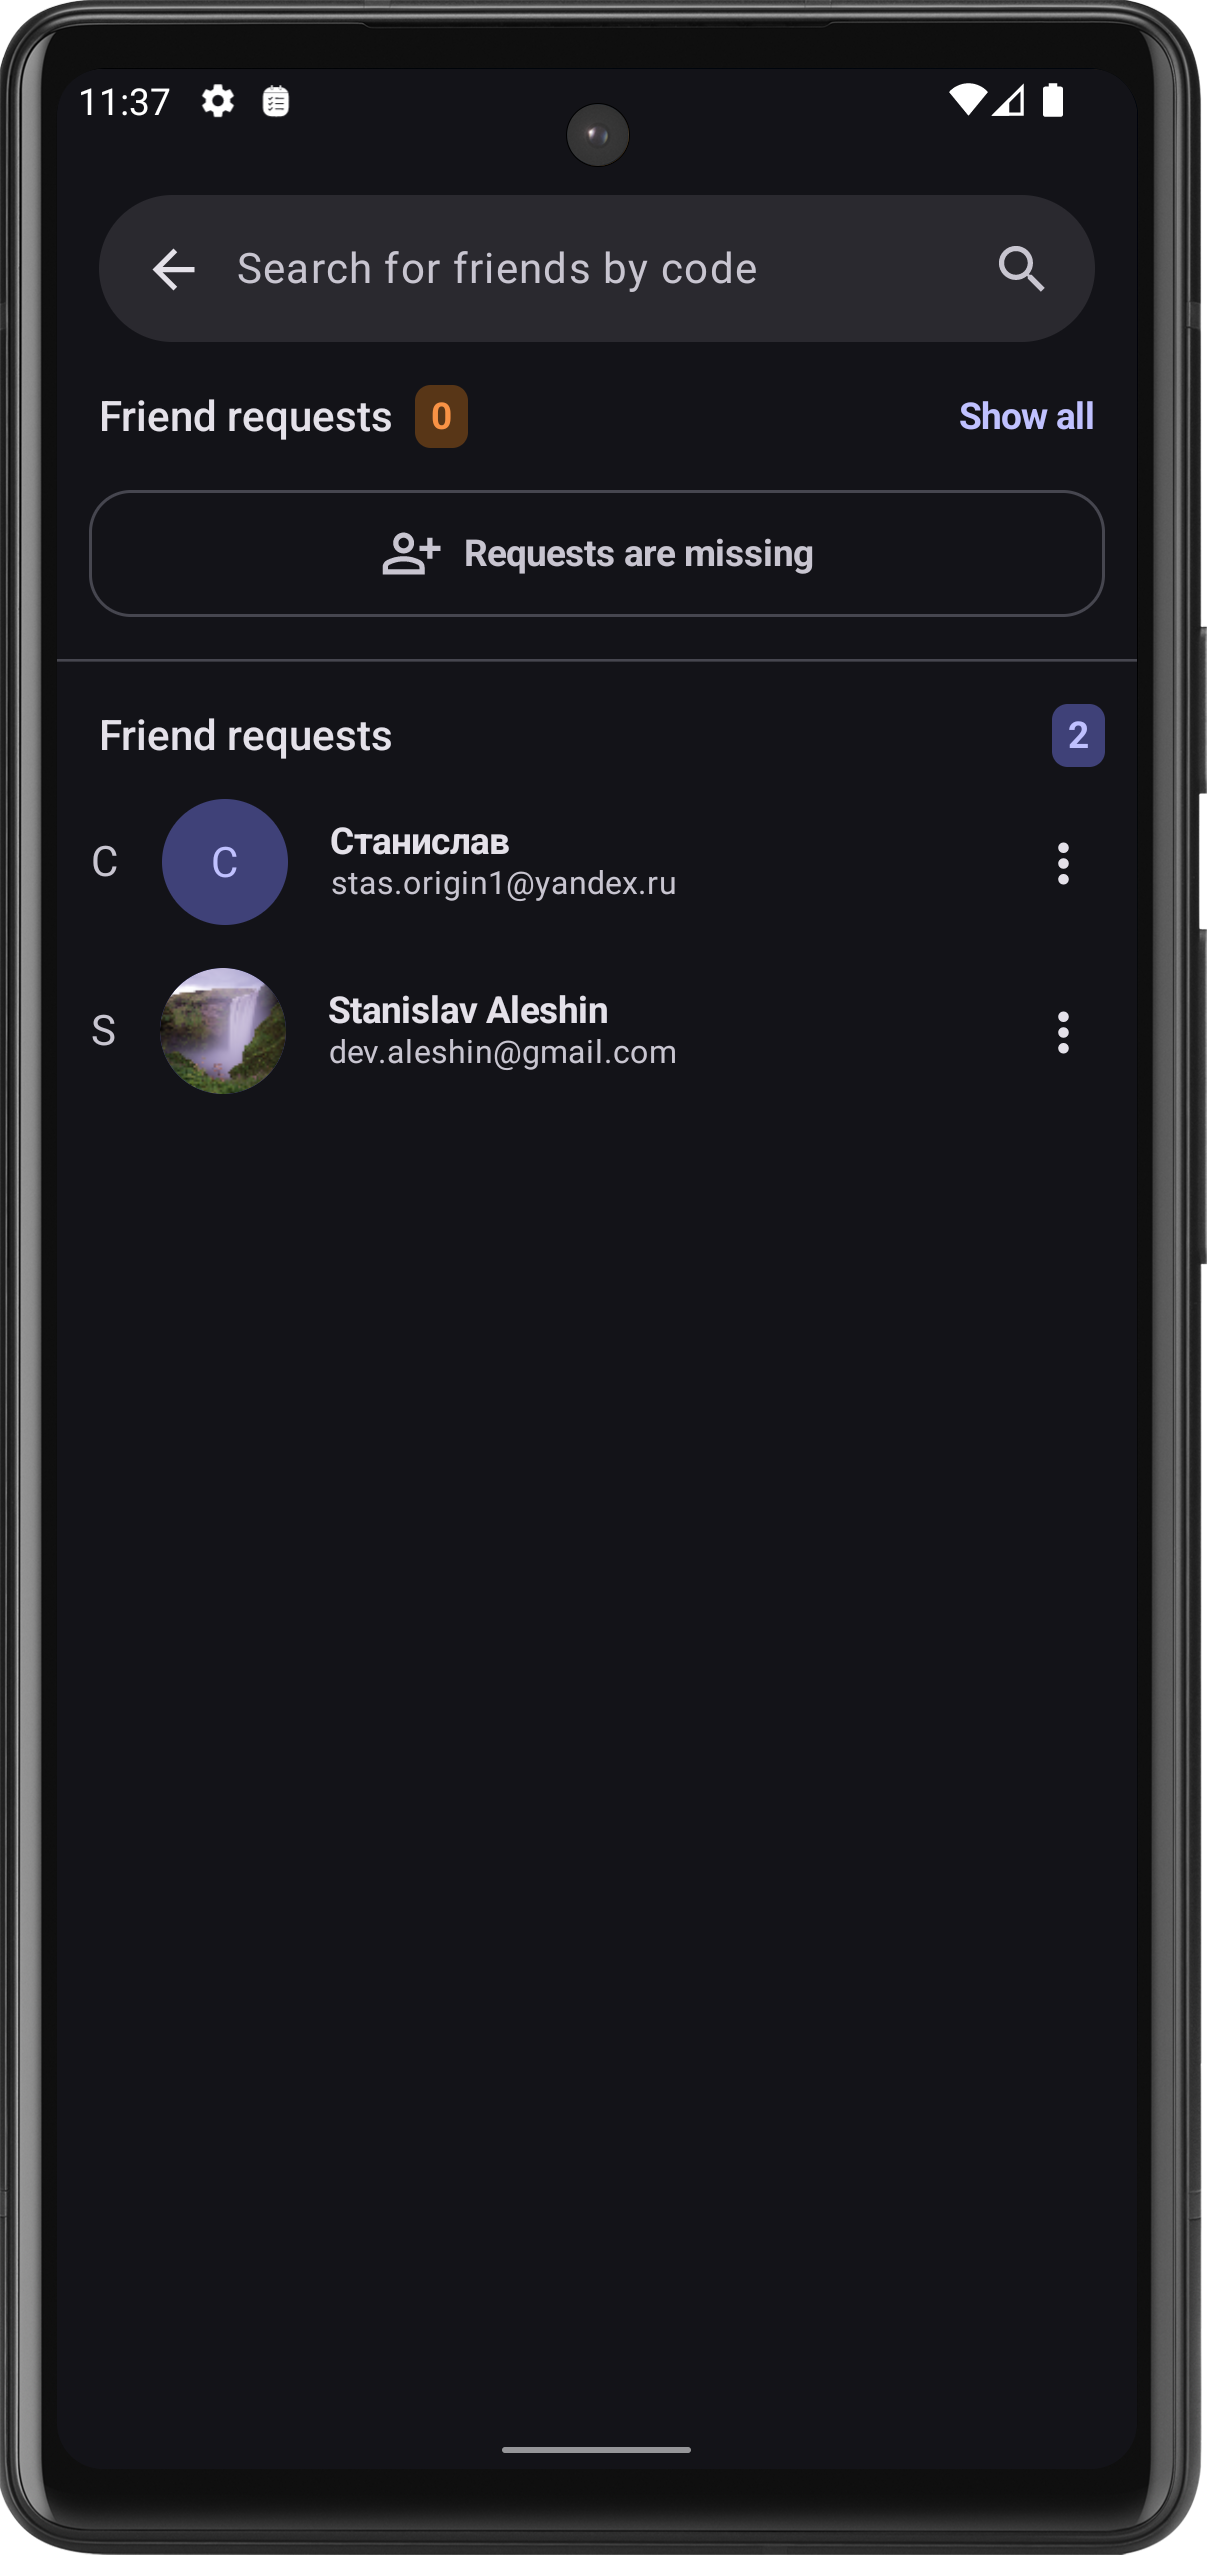 11:37
Search for friends by code
Friend requests 0 Show all
Requests are missing
Friend requests 2
С С Станислав
stas.origin1@yandex.ru
S Stanislav Aleshin
dev.aleshin@gmail.com